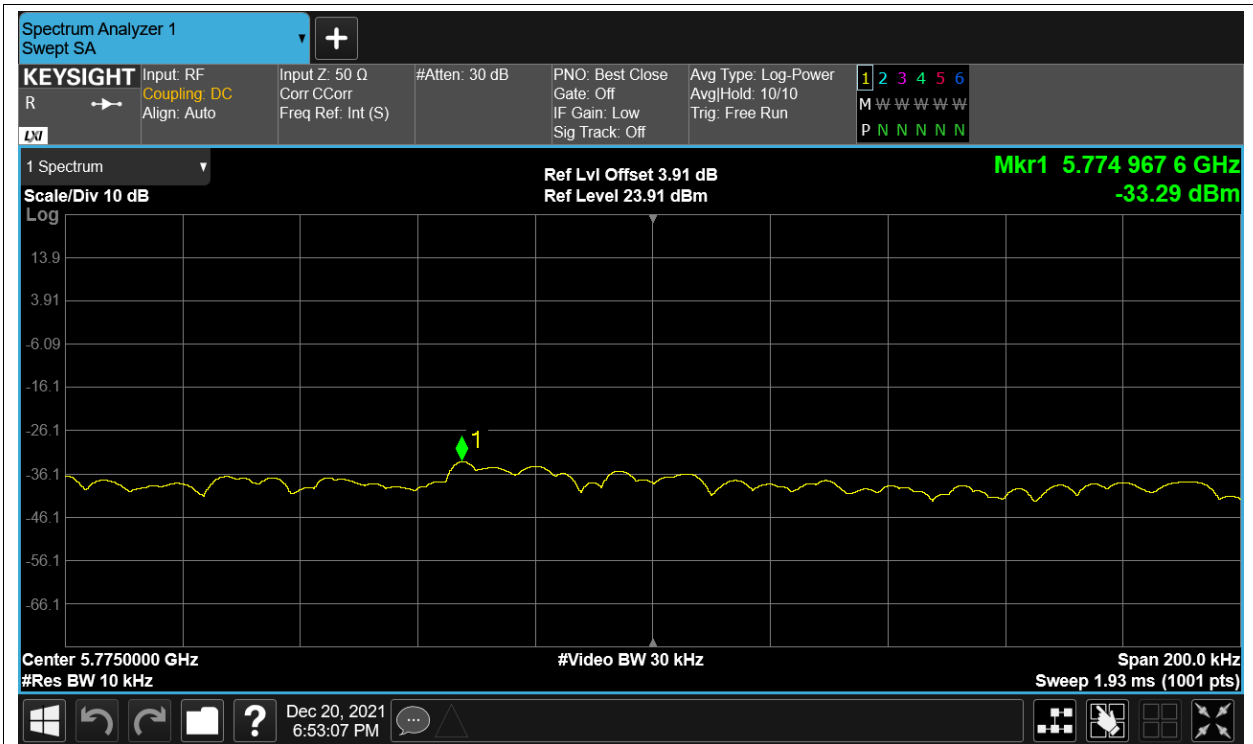 Spectrum Analyzer 1
Swept SA
KEYSIGHT
R
LXI
Input: RF
Coupling: DC
Align: Auto
Input Z: 50 Ω
Corr CCorr
Freq Ref: Int (S)
#Atten: 30 dB
PNO: Best Close
Gate: Off
IF Gain: Low
Sig Track: Off
Avg Type: Log-Power
Avg|Hold: 10/10
Trig: Free Run
1 2 3 4 5 6
M W W W W W
P N N N N N
1 Spectrum
Scale/Div 10 dB
Log
Ref Lvl Offset 3.91 dB
Ref Level 23.91 dBm
Mkr1 5.774 967 6 GHz
-33.29 dBm
13.9
3.91
-6.09
-16.1
-26.1
1
-36.1
-46.1
-56.1
-66.1
Center 5.7750000 GHz
#Video BW 30 kHz
Span 200.0 kHz
#Res BW 10 kHz
Sweep 1.93 ms (1001 pts)
?
Dec 20, 2021
6:53:07 PM